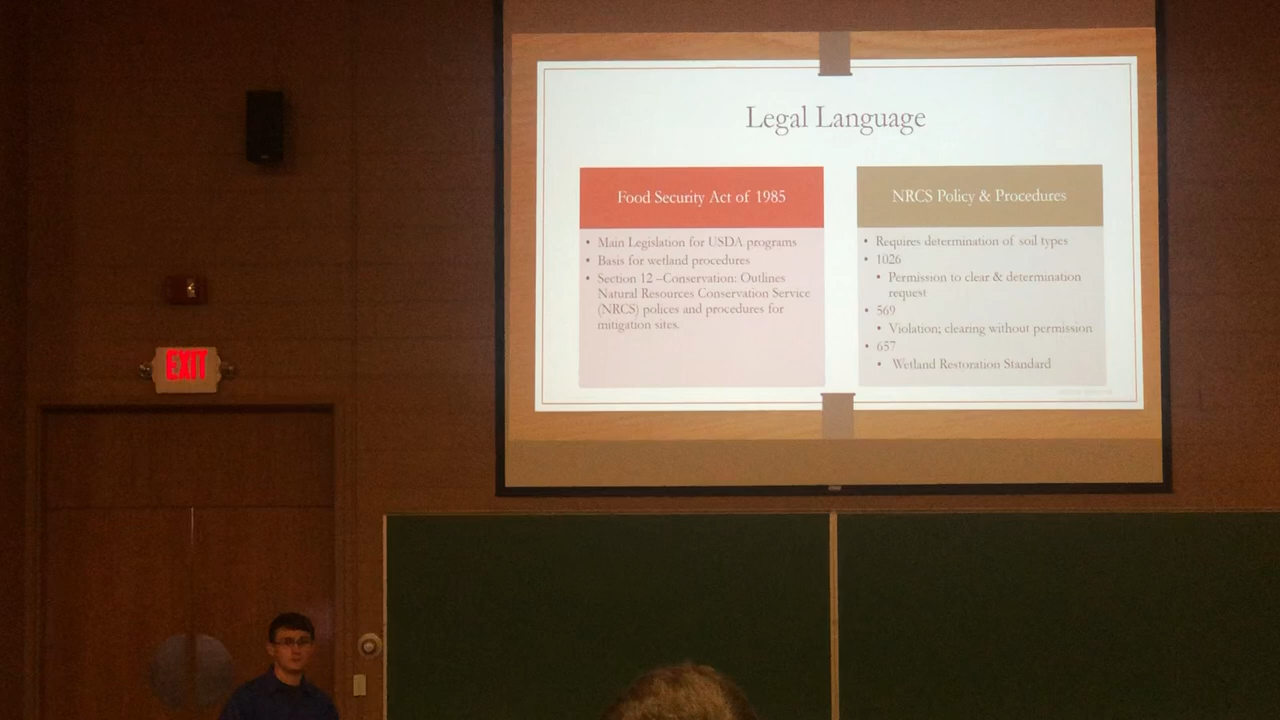 Legal Language
Food Security Act of 1985
• Main Legislation for USDA programs
• Basis for wetland procedures
• Section 12 –Conservation: Outlines
Natural Resources Conservation Service
(NRCS) polices and procedures for
mitigation sites.
NRCS Policy & Procedures
• Requires determination of soil types
• 1026
• Permission to clear & determination
request
• 569
• Violation; clearing without permission
• 657
• Wetland Restoration Standard
EXIT